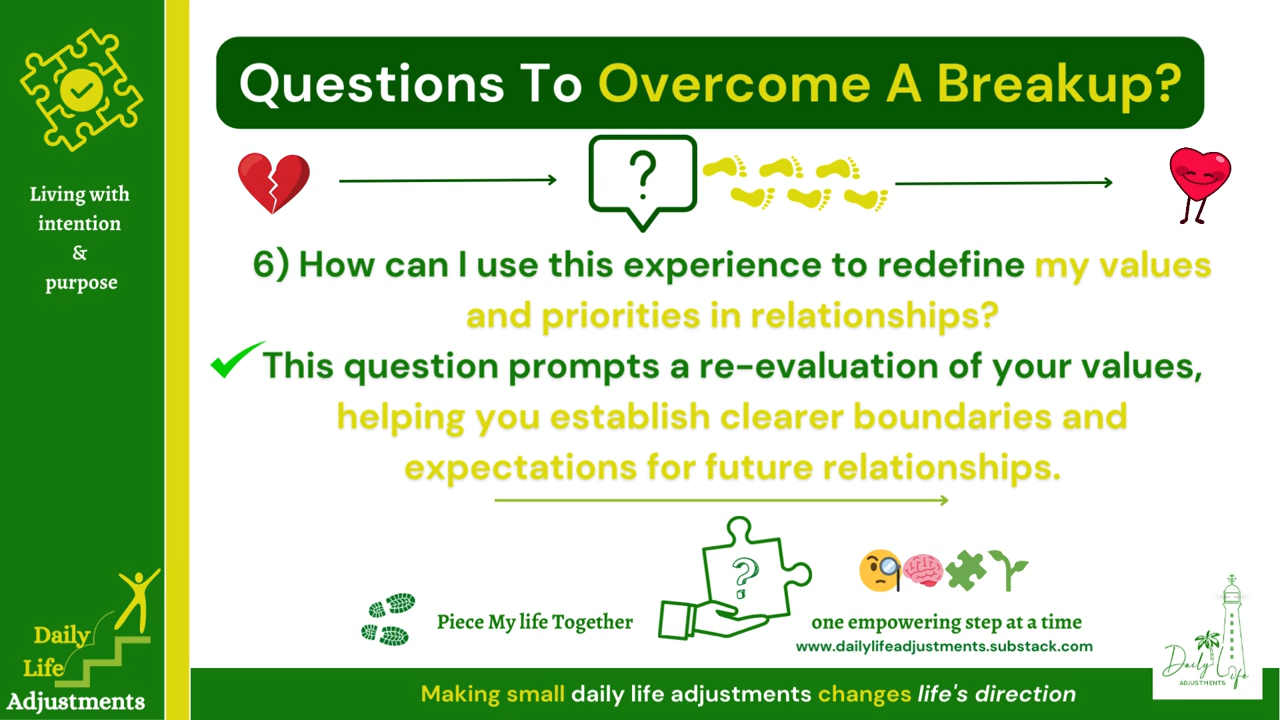 Questions To Overcome A Breakup?
Living with
intention
&
purpose
?
6) How can I use this experience to redefine my values
and priorities in relationships?
This question prompts a re-evaluation of your values,
helping you establish clearer boundaries and
expectations for future relationships.
?
Piece My life Together
one empowering step at a time
www.dailylifeadjustments.substack.com
Daily
Life
Adjustments
Daily Life
ADJUSTMENTS
Making small daily life adjustments changes life's direction